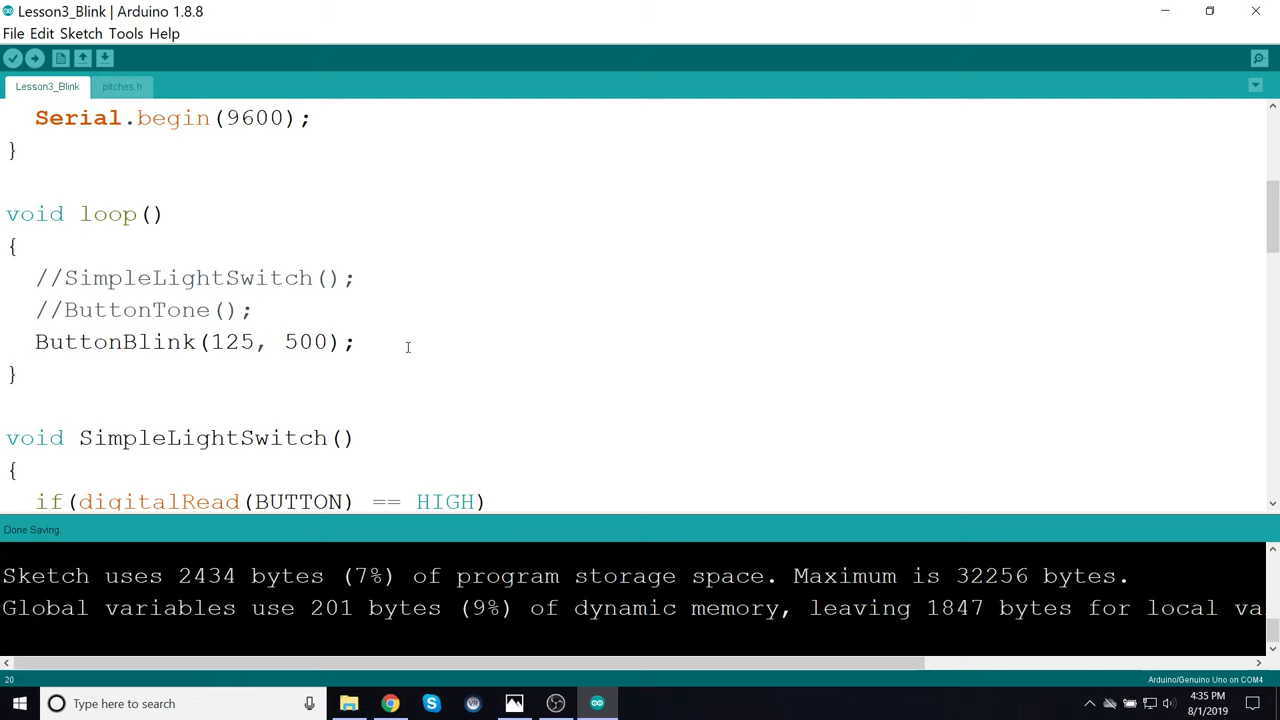 Lesson3_Blink | Arduino 1.8.8
File Edit Sketch Tools Help
Lesson3_Blink pitches.h
Serial.begin(9600);
}
void loop()
{
//SimpleLightSwitch();
//ButtonTone();
ButtonBlink(125, 500);
}
void SimpleLightSwitch()
{
if(digitalRead(BUTTON) == HIGH)
Done Saving.
Sketch uses 2434 bytes (7%) of program storage space. Maximum is 32256 bytes.
Global variables use 201 bytes (9%) of dynamic memory, leaving 1847 bytes for local va
20 Arduino/Genuino Uno on COM4
Type here to search
4:35 PM
8/1/2019